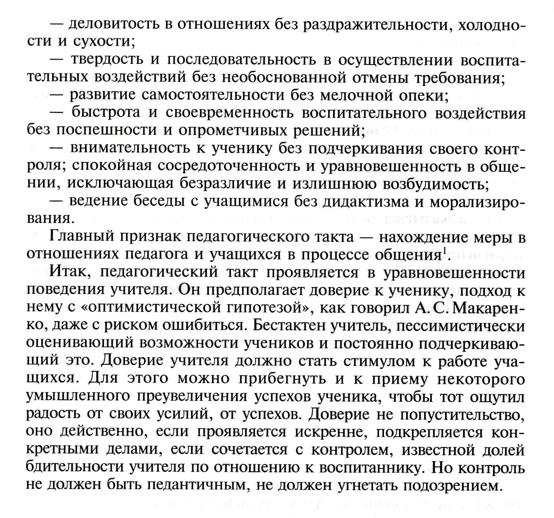 — деловитость в отношениях без раздражительности, холодно-
сти и сухости;
— твердость и последовательность в осуществлении воспита-
тельных воздействий без необоснованной отмены требования;
— развитие самостоятельности без мелочной опеки;
— быстрота и своевременность воспитательного воздействия
без поспешности и опрометчивых решений;
— внимательность к ученику без подчеркивания своего конт-
роля; спокойная сосредоточенность и уравновешенность в обще-
нии, исключающая безразличие и излишнюю возбудимость;
— ведение беседы с учащимися без дидактизма и морализиро-
вания.
Главный признак педагогического такта — нахождение меры в
отношениях педагога и учащихся в процессе общения¹.
Итак, педагогический такт проявляется в уравновешенности
поведения учителя. Он предполагает доверие к ученику, подход к
нему с «оптимистической гипотезой», как говорил А. С. Макарен-
ко, даже с риском ошибиться. Бестактен учитель, пессимистически
оценивающий возможности учеников и постоянно подчеркиваю-
щий это. Доверие учителя должно стать стимулом к работе уча-
щихся. Для этого можно прибегнуть и к приему некоторого
умышленного преувеличения успехов ученика, чтобы тот ощутил
радость от своих усилий, от успехов. Доверие не попустительство,
оно действенно, если проявляется искренне, подкрепляется кон-
кретными делами, если сочетается с контролем, известной долей
бдительности учителя по отношению к воспитаннику. Но контроль
не должен быть педантичным, не должен угнетать подозрением.